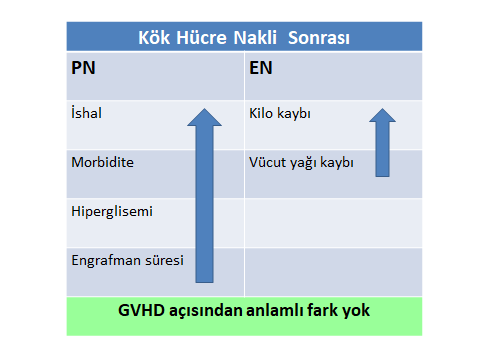 Kök Hücre Nakli Sonrası
PN EN
İshal Kilo kaybı
Morbidite Vücut yağı kaybı
Hiperglisemi
Engrafman süresi
GVHD açısından anlamlı fark yok